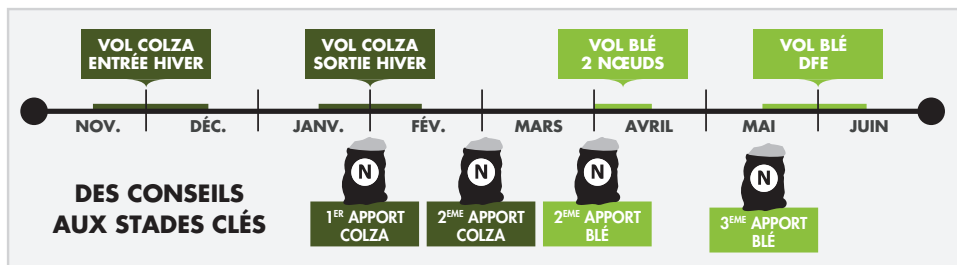 VOL COLZA
ENTRÉE HIVER
VOL COLZA
SORTIE HIVER
VOL BLÉ
2 NŒUDS
VOL BLÉ
DFE
NOV.
DÉC.
JANV.
FÉV.
MARS
AVRIL
MAI
JUIN
DES CONSEILS
AUX STADES CLÉS
N
1ER APPORT
COLZA
N
2EME APPORT
COLZA
N
2EME APPORT
BLÉ
N
3EME APPORT
BLÉ